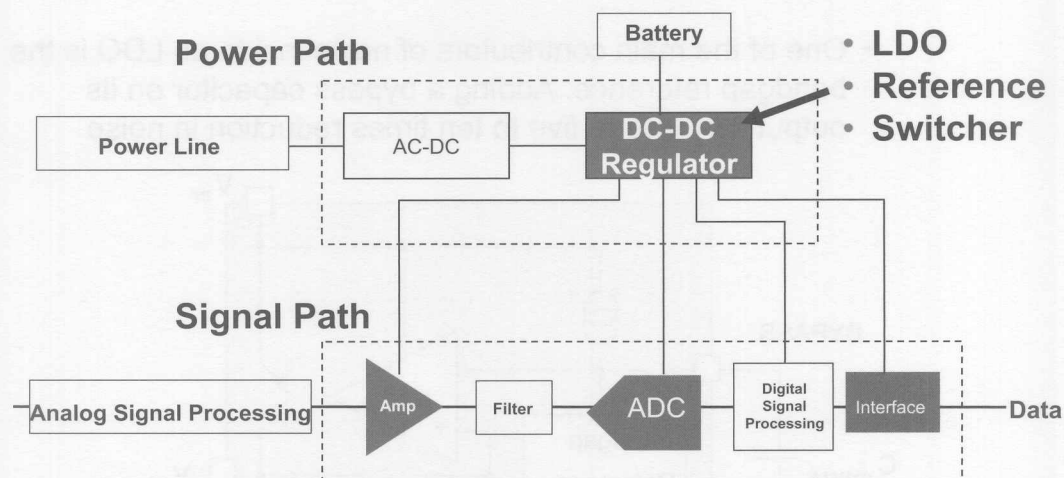 Power Path
Battery
• LDO
• Reference
• Switcher
Power Line
AC-DC
DC-DC
Regulator
Signal Path
Analog Signal Processing
Amp
Filter
ADC
Digital
Signal
Processing
Interface
Data